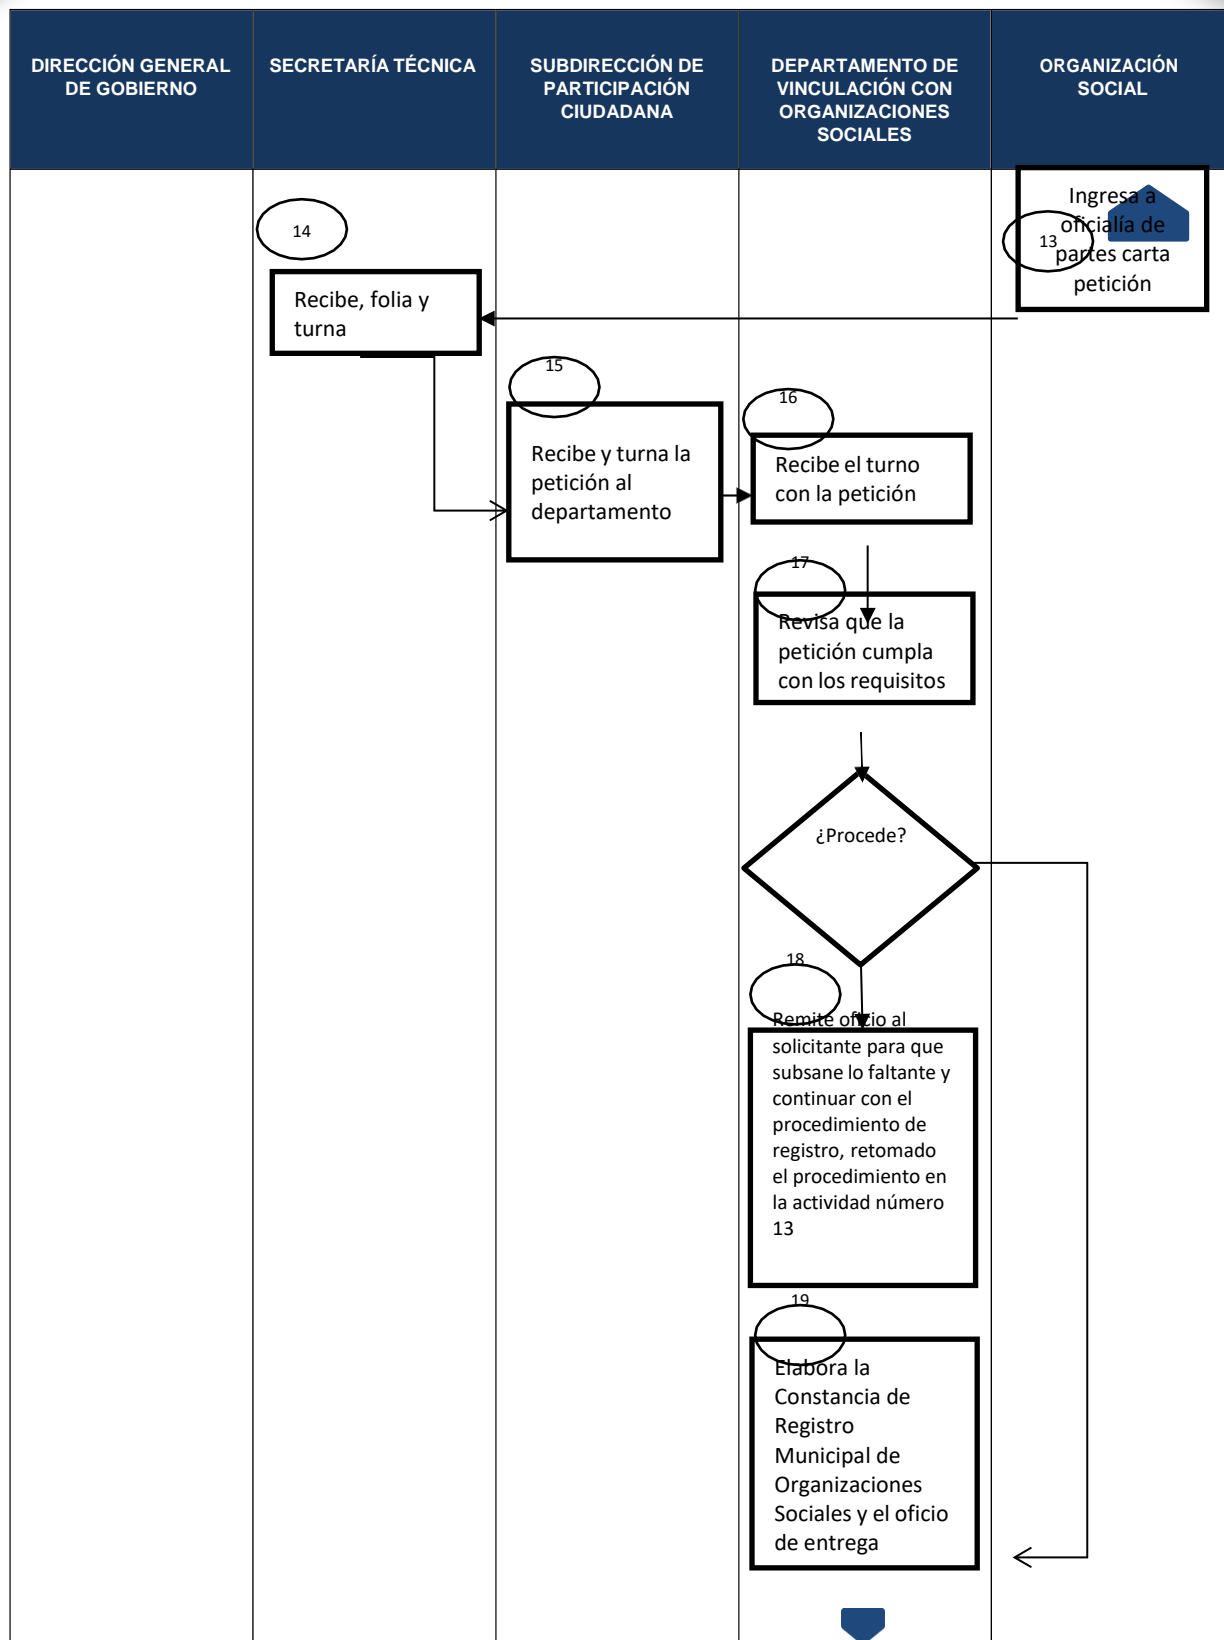 DIRECCIÓN GENERAL
DE GOBIERNO
SECRETARÍA TÉCNICA
SUBDIRECCIÓN DE
PARTICIPACIÓN
CIUDADANA
DEPARTAMENTO DE
VINCULACIÓN CON
ORGANIZACIONES
SOCIALES
ORGANIZACIÓN
SOCIAL
13
Ingresa a
oficialía de
partes carta
petición
14
Recibe, folia y
turna
15
Recibe y turna la
petición al
departamento
16
Recibe el turno
con la petición
17
Revisa que la
petición cumpla
con los requisitos
¿Procede?
18
Remite oficio al
solicitante para que
subsane lo faltante y
continuar con el
procedimiento de
registro, retomado
el procedimiento en
la actividad número
13
19
Elabora la
Constancia de
Registro
Municipal de
Organizaciones
Sociales y el oficio
de entrega